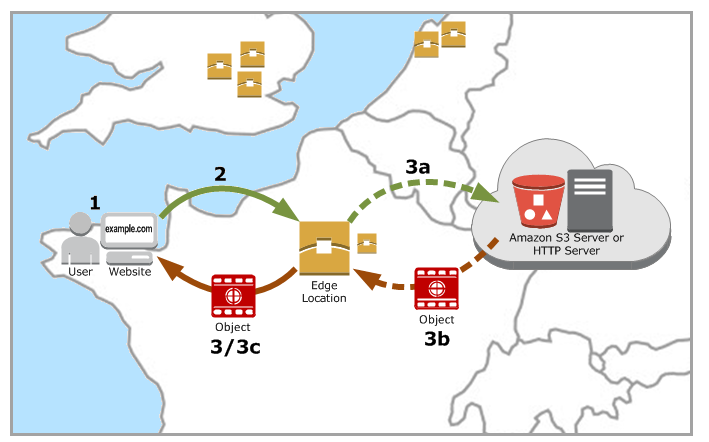 1
2
3a
example.com
User
Website
Edge
Location
Amazon S3 Server or
HTTP Server
Object
3/3c
Object
3b